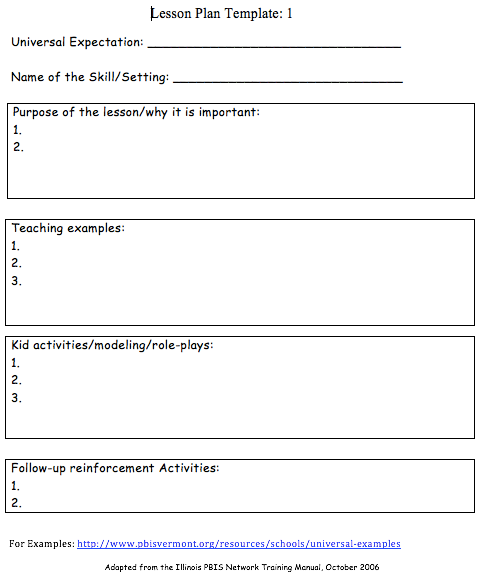 Lesson Plan Template: 1
Universal Expectation: ________________________________
Name of the Skill/Setting: _____________________________
Purpose of the lesson/why it is important:
1.
2.
Teaching examples:
1.
2.
3.
Kid activities/modeling/role-plays:
1.
2.
3.
Follow-up reinforcement Activities:
1.
2.
For Examples: http://www.pbisvermont.org/resources/schools/universal-examples
Adapted from the Illinois PBIS Network Training Manual, October 2006